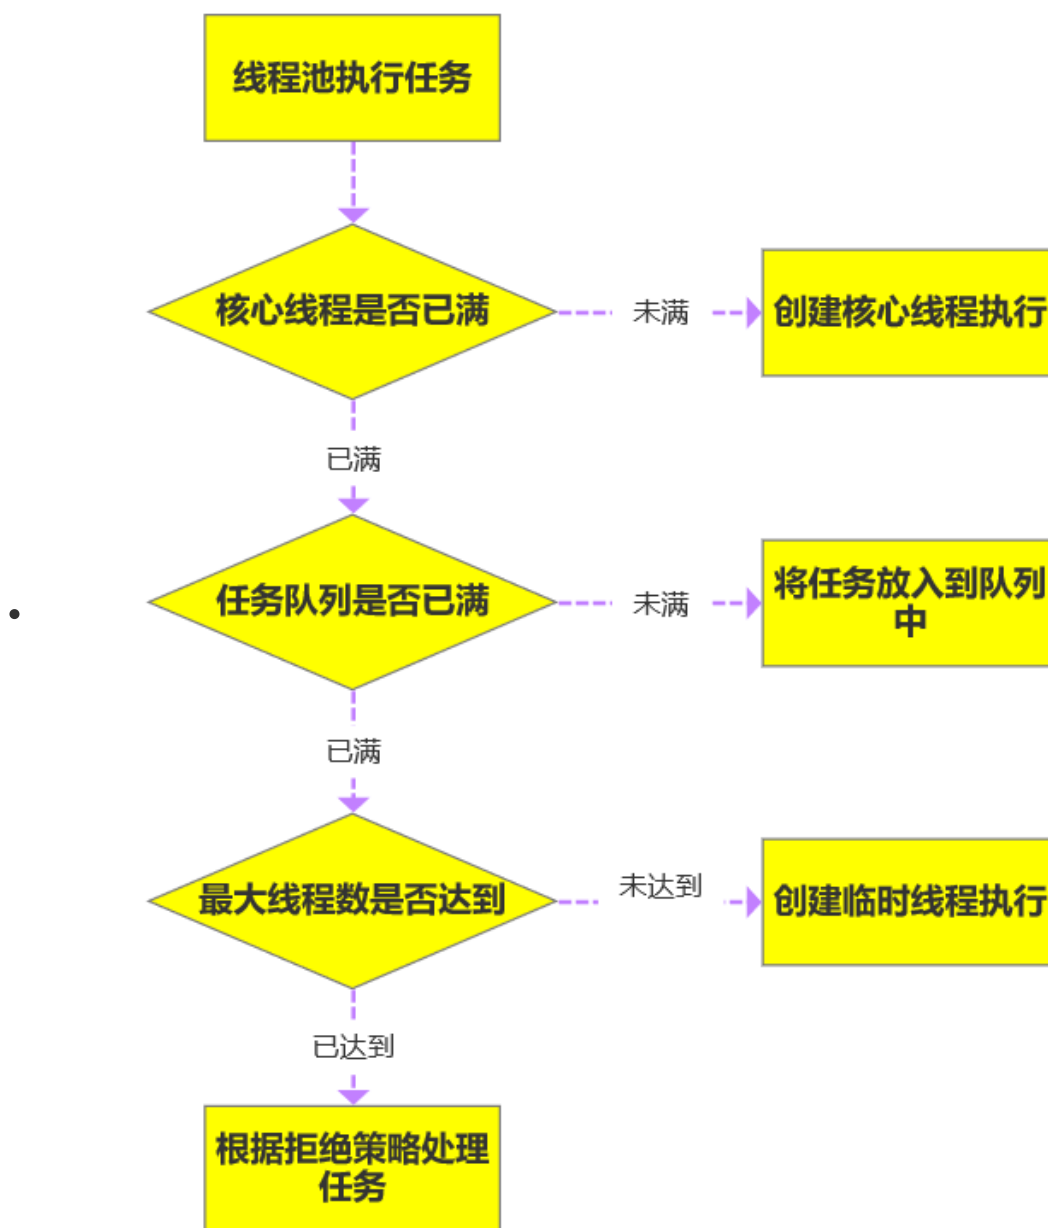 线程池执行任务
核心线程是否已满
未满
创建核心线程执行
已满
任务队列是否已满
未满
将任务放入到队列
中
已满
最大线程数是否达到
未达到
创建临时线程执行
已达到
根据拒绝策略处理
任务